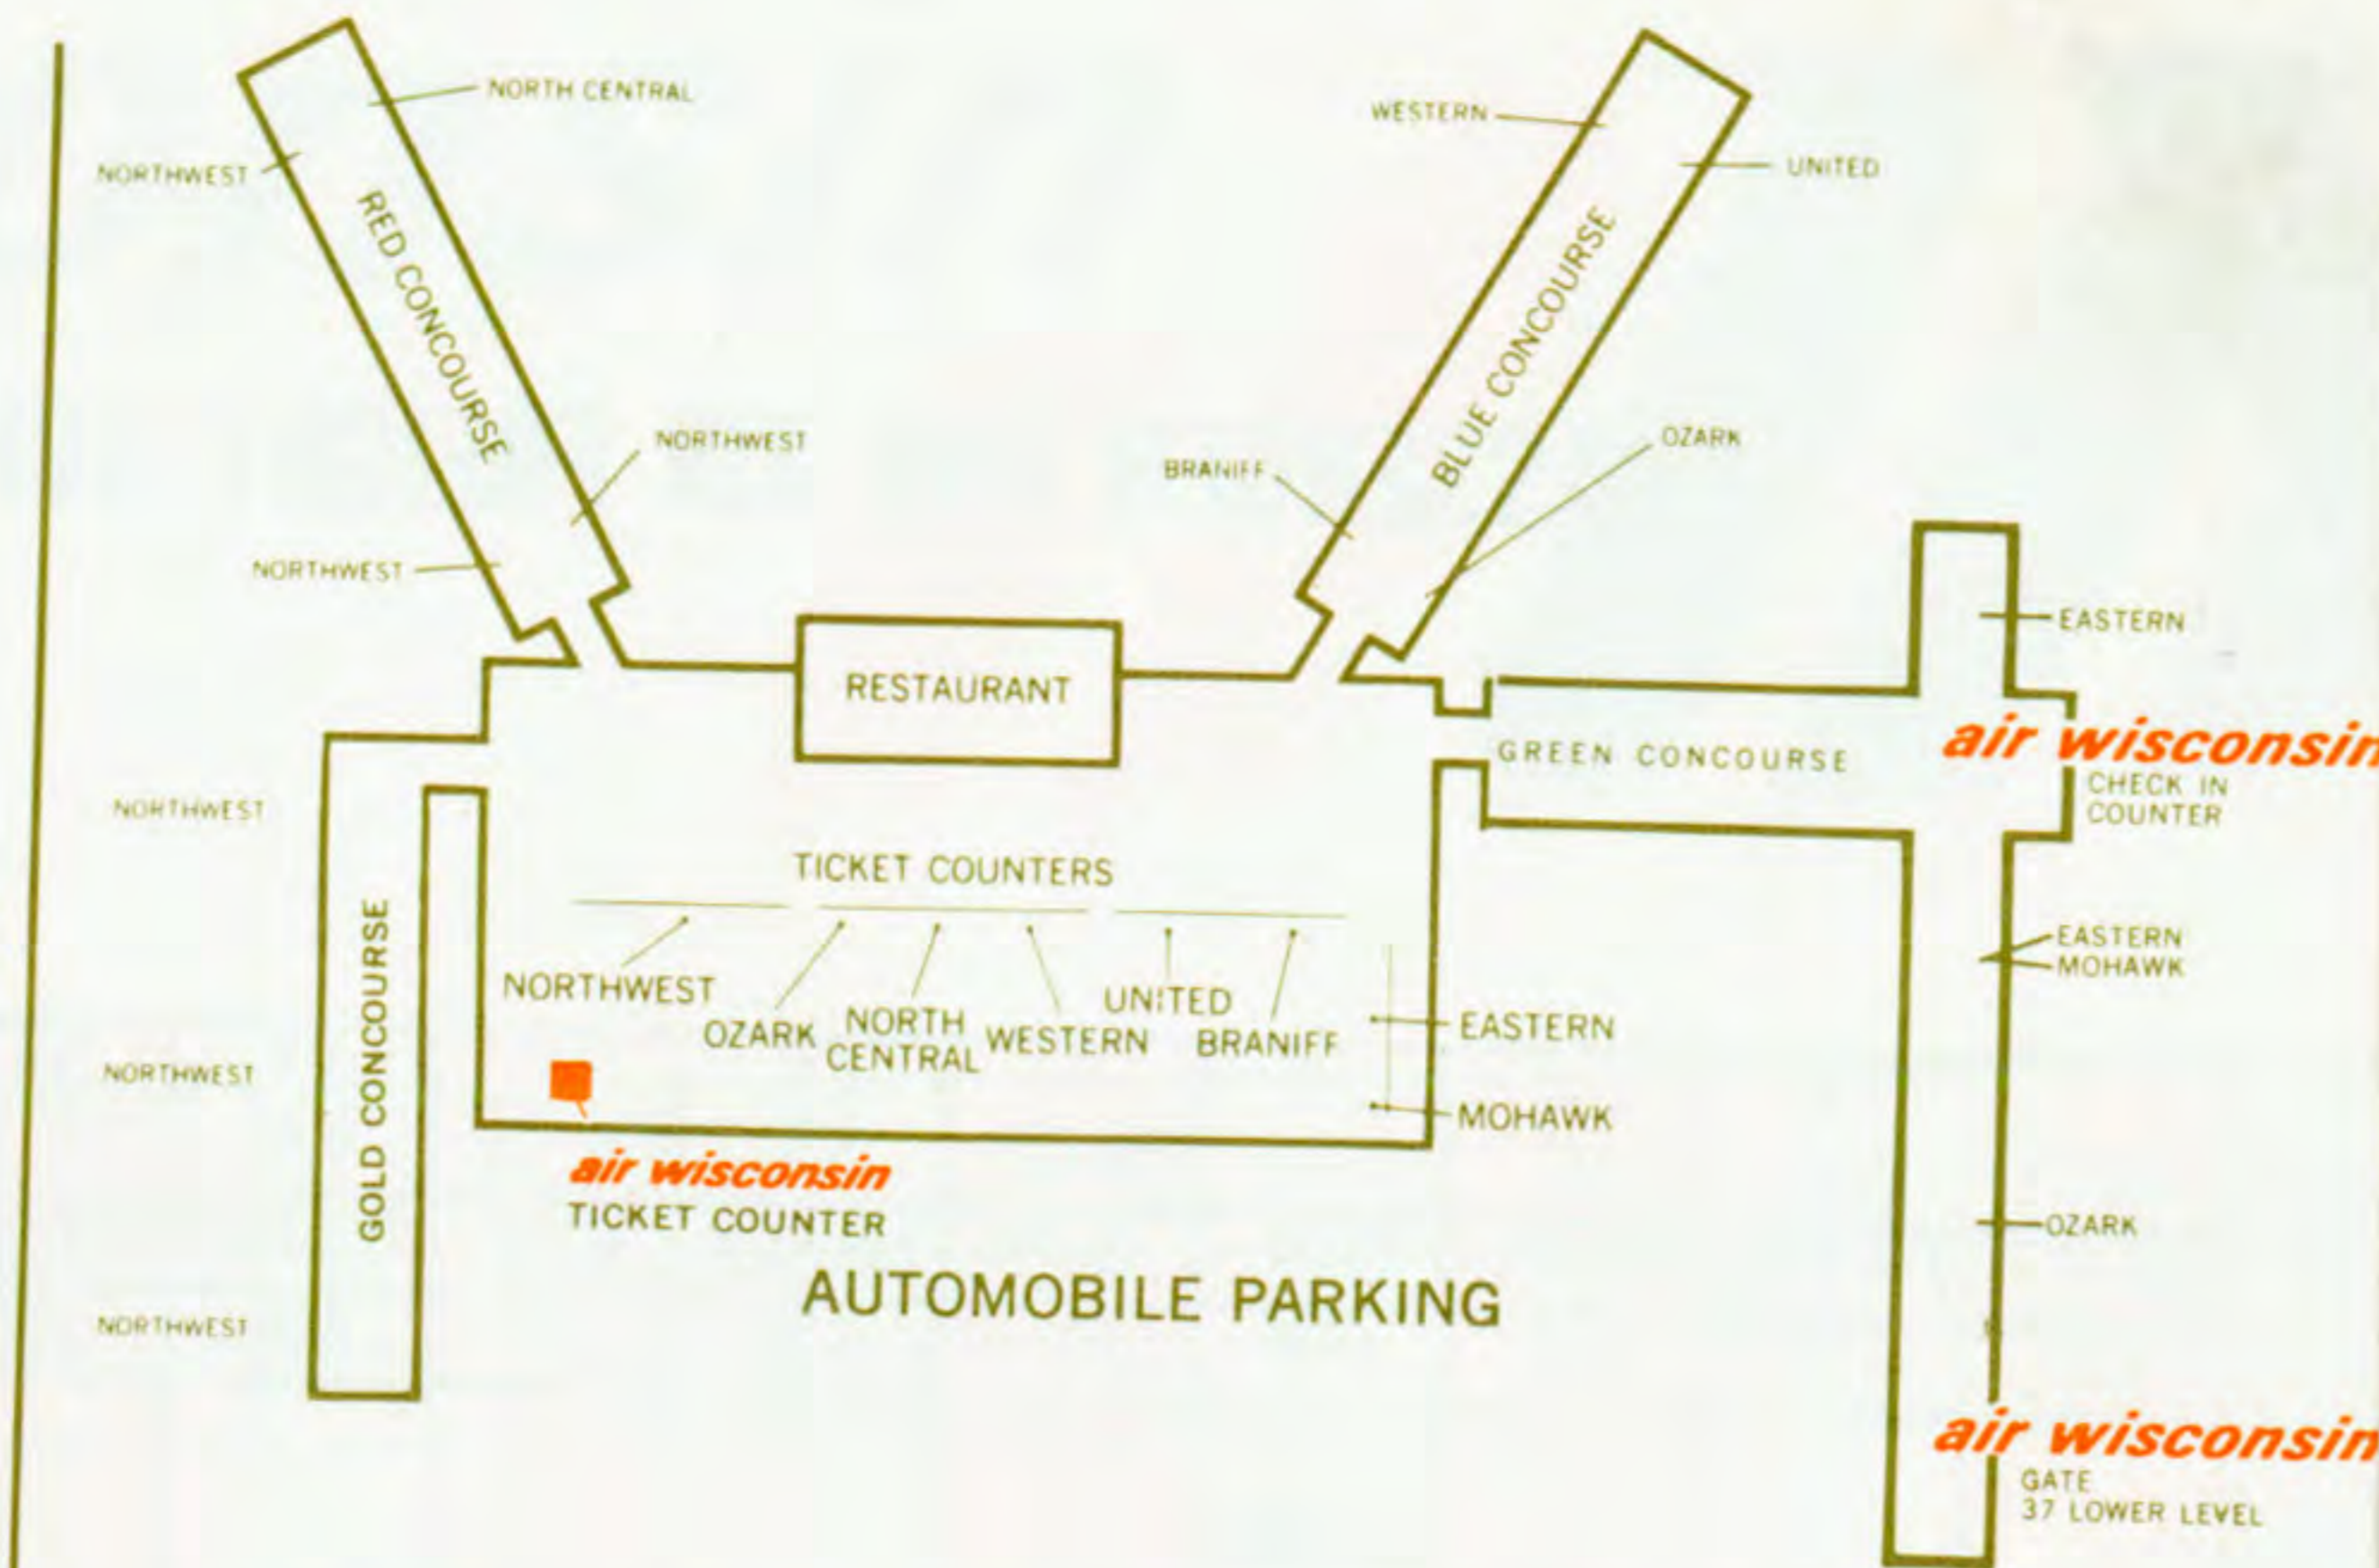 NORTH CENTRAL
WESTERN
NORTHWEST
UNITED
RED CONCOURSE
BLUE CONCOURSE
NORTHWEST
OZARK
BRANIFF
NORTHWEST
EASTERN
RESTAURANT
air wisconsin
GREEN CONCOURSE
CHECK IN
COUNTER
NORTHWEST
TICKET COUNTERS
GOLD CONCOURSE
EASTERN
MOHAWK
NORTHWEST
UNITED
OZARK
NORTH
CENTRAL
WESTERN
BRANIFF
EASTERN
NORTHWEST
MOHAWK
air wisconsin
TICKET COUNTER
OZARK
AUTOMOBILE PARKING
NORTHWEST
air wisconsin
GATE
37 LOWER LEVEL